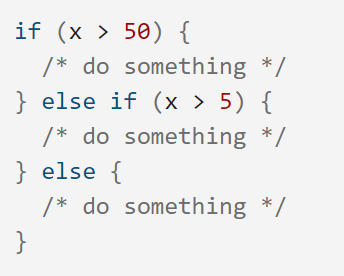 if (x > 50) {
  /* do something */
} else if (x > 5) {
  /* do something */
} else {
  /* do something */
}